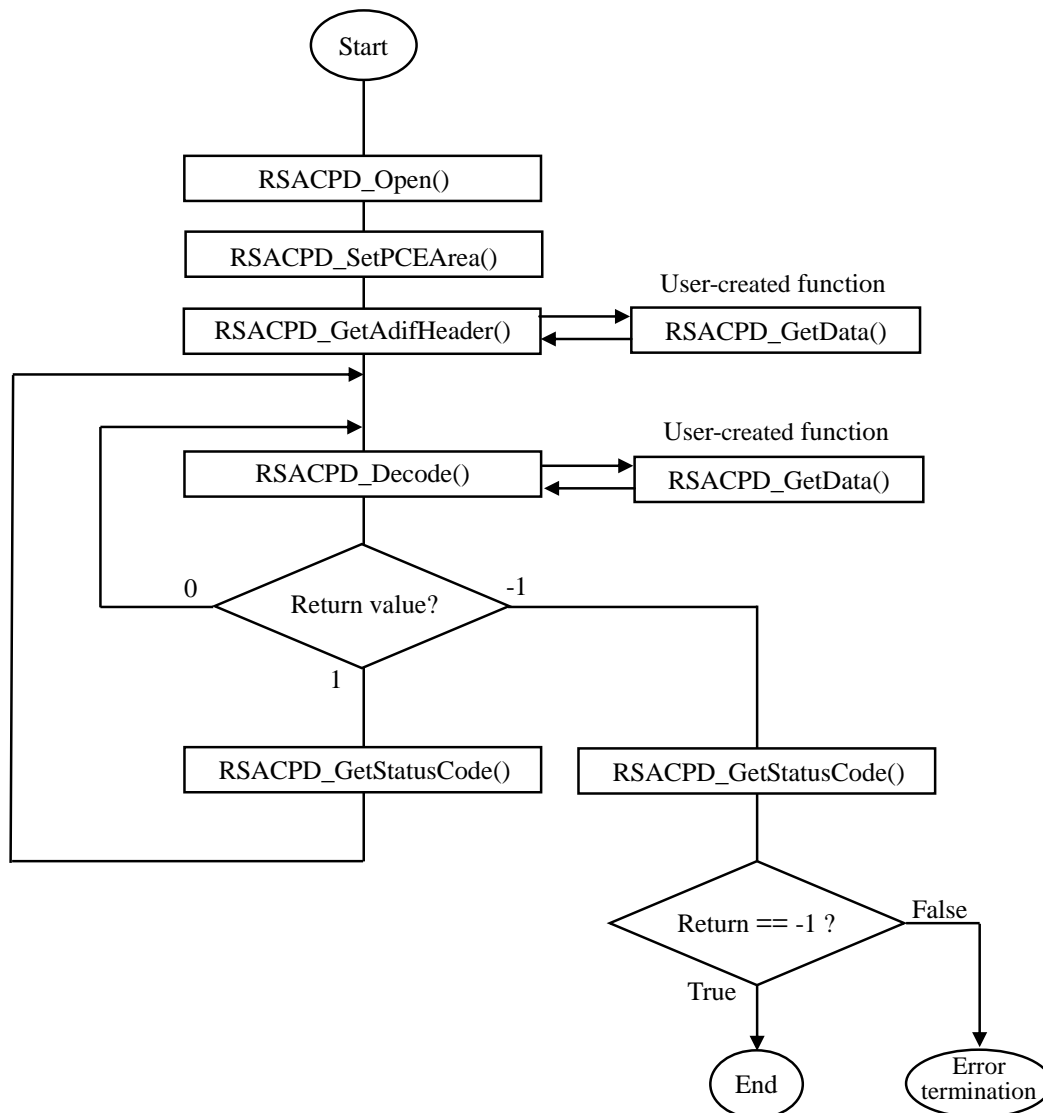 Start
RSACPD_Open()
RSACPD_SetPCEArea()
User-created function
RSACPD_GetAdifHeader()
RSACPD_GetData()
User-created function
RSACPD_Decode()
RSACPD_GetData()
0
Return value?
-1
1
RSACPD_GetStatusCode()
RSACPD_GetStatusCode()
Return == -1 ?
False
True
End
Error
termination